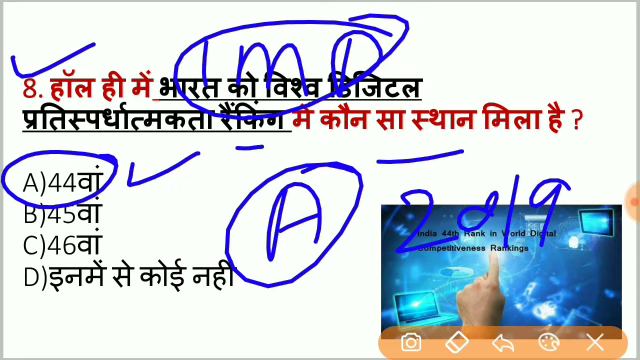 IMD
8. हॉल ही में भारत को विश्व डिजिटल
प्रतिस्पर्धात्मकता रैंकिंग में कौन सा स्थान मिला है ?
A)44वां
B)45वां
C)46वां
D)इनमें से कोई नहीं
A
2019
India 44th Rank in World Digital
Competitiveness Rankings